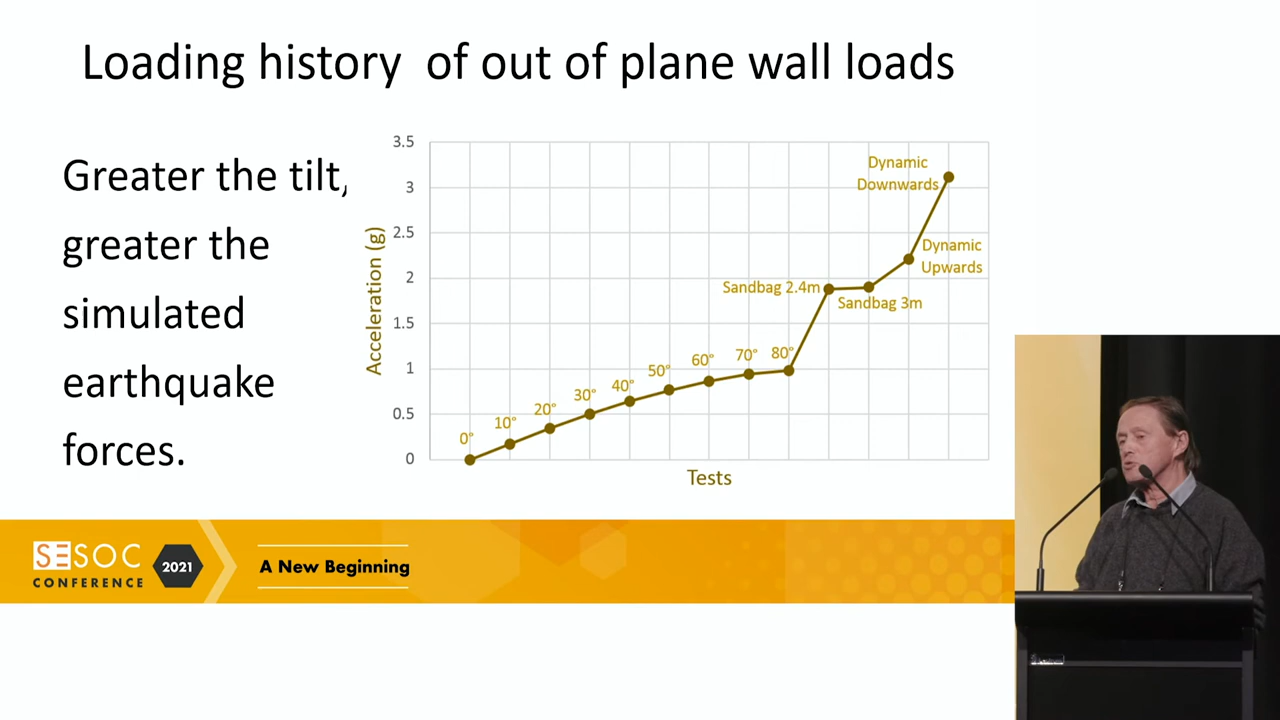 Loading history of out of plane wall loads
Greater the tilt,
greater the
simulated
earthquake
forces.
Acceleration (g)
3.5
3
2.5
2
1.5
1
0.5
0
0°
10°
20°
30°
40°
50°
60°
70°
80°
Sandbag 2.4m
Sandbag 3m
Dynamic
Upwards
Dynamic
Downwards
Tests
SESOC
CONFERENCE
2021
A New Beginning